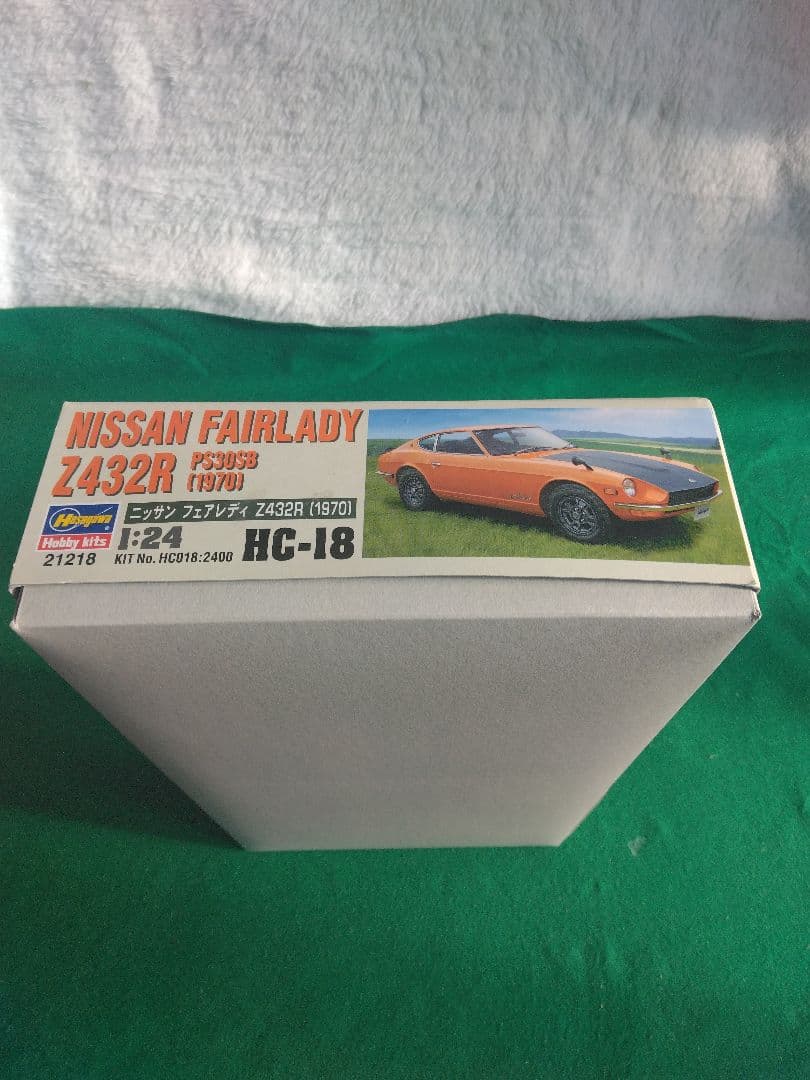 NISSAN FAIRLADY
Z432R PS30SB (1970)
ニッサン フェアレディ Z432R (1970)
Hasegawa
Hobby kits
1:24
21218 KIT No. HC018:2400 HC-18